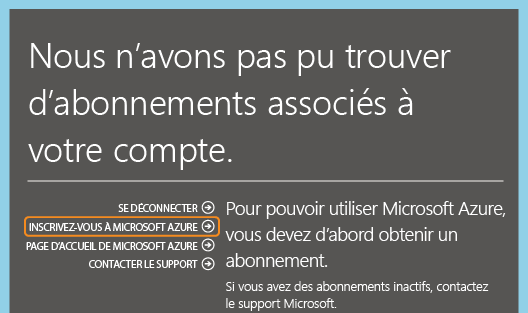 Nous n'avons pas pu trouver
d'abonnements associés à
votre compte.
SE DÉCONNECTER
INSCRIVEZ-VOUS À MICROSOFT AZURE
PAGE D'ACCUEIL DE MICROSOFT AZURE
CONTACTER LE SUPPORT
Pour pouvoir utiliser Microsoft Azure,
vous devez d'abord obtenir un
abonnement.
Si vous avez des abonnements inactifs, contactez
le support Microsoft.